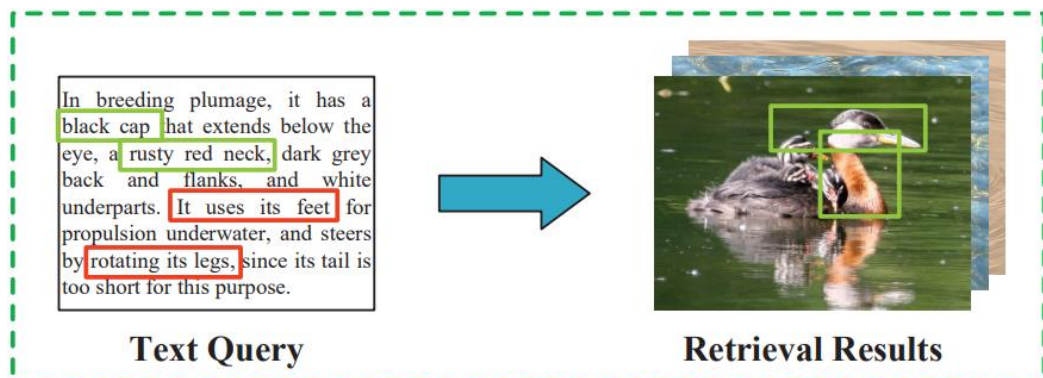 In breeding plumage, it has a
black cap that extends below the
eye, a rusty red neck, dark grey
back and flanks, and white
underparts. It uses its feet for
propulsion underwater, and steers
by rotating its legs, since its tail is
too short for this purpose.
Text Query
Retrieval Results